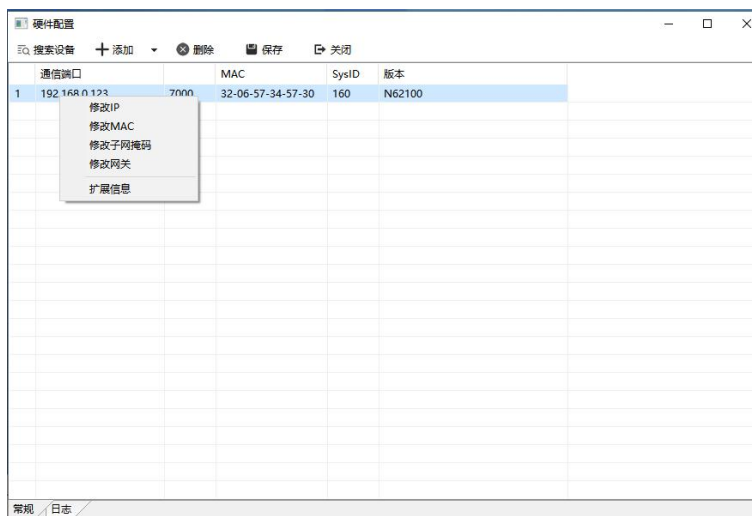 硬件配置
搜索设备 添加 删除 保存 关闭
通信端口 MAC SysID 版本
1 192.168.0.123 7000 32-06-57-34-57-30 160 N62100
修改IP
修改MAC
修改子网掩码
修改网关
扩展信息
常规 日志